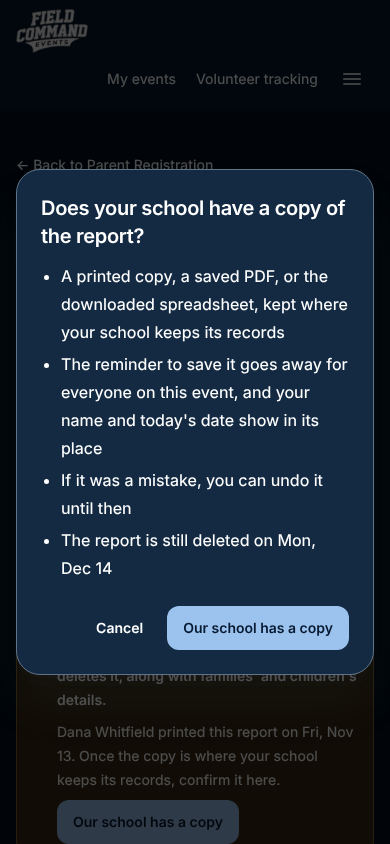 FIELD
COMMAND
EVENTS
My events
Volunteer tracking
← Back to Parent Registration
Does your school have a copy of
the report?
• A printed copy, a saved PDF, or the
downloaded spreadsheet, kept where
your school keeps its records
• The reminder to save it goes away for
everyone on this event, and your
name and today's date show in its
place
• If it was a mistake, you can undo it
until then
• The report is still deleted on Mon,
Dec 14
Cancel
Our school has a copy
deletes it, along with families' and children's
details.
Dana Whitfield printed this report on Fri, Nov
13. Once the copy is where your school
keeps its records, confirm it here.
Our school has a copy